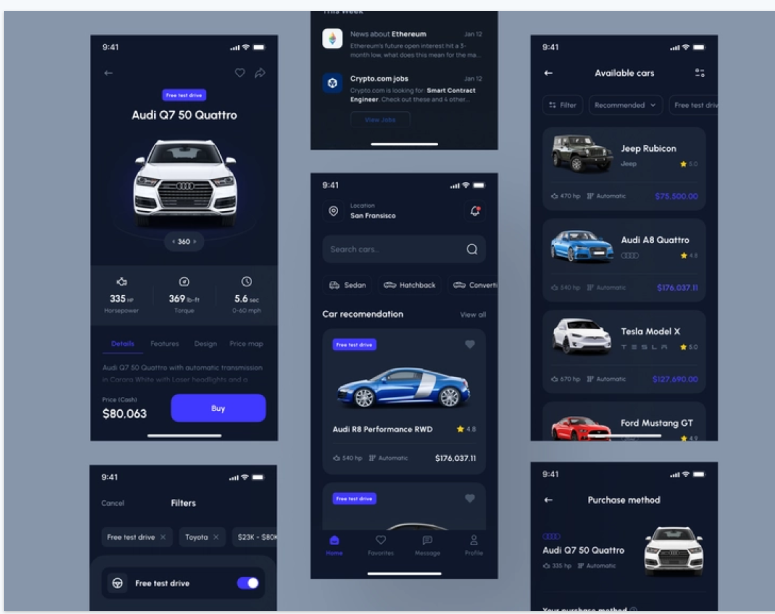 9:41
Free test drive
Audi Q7 50 Quattro
360
335 HP
Horsepower
369 lb-ft
Torque
5.6 sec
0-60 mph
Details Features Design Price map
Audi Q7 50 Quattro with automatic transmission
in Carrara White with Laser headlights and a
Price (Cash)
$80.063
Buy
9:41
Cancel
Filters
Free test drive
Toyota
$23K - $80K
Free test drive
This Week
News about Ethereum
Jan 12
Ethereum's future open interest hit a 3-
month low, what does this mean for the ma...
Crypto.com jobs
Jan 12
Crypto.com is looking for Smart Contract
Engineer. Check out these and 4 other...
View Jobs
9:41
Location
San Fransisco
Search cars..
Sedan
Hatchback
Converti
Car recomendation
View all
Free test drive
Audi R8 Performance RWD
4.8
540 hp
Automatic
$176,037.11
Free test drive
Home
Favorites
Message
Profile
9:41
Available cars
Filter
Recommended
Free test driv
Jeep Rubicon
Jeep
5.0
470 hp
Automatic
$75,500.00
Audi A8 Quattro
4.8
540 hp
Automatic
$176,037.11
Tesla Model X
TESLA
5.0
670 hp
Automatic
$127,690.00
Ford Mustang GT
4.8
9:41
Purchase method
Audi Q7 50 Quattro
335 hp
Automatic
Your purchase method